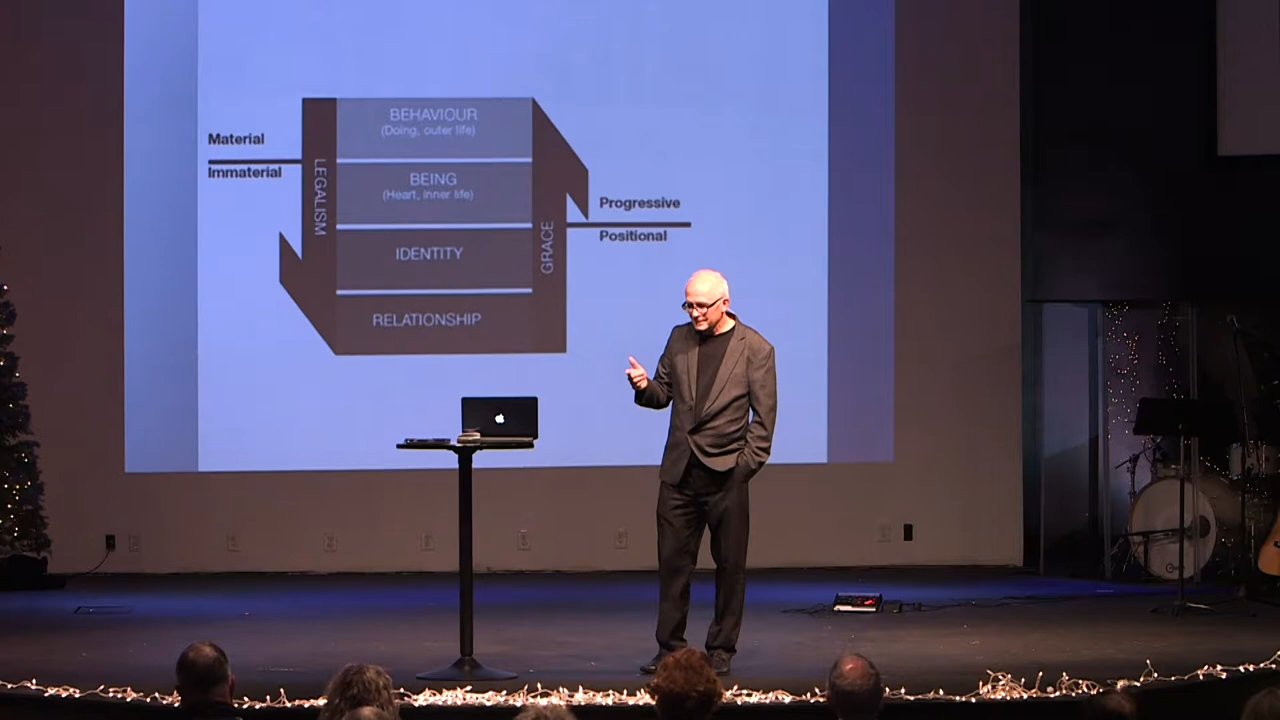 BEHAVIOUR
(Doing, outer life)
Material
Immaterial
LEGALISM
BEING
(Heart, inner life)
Progressive
Positional
GRACE
IDENTITY
RELATIONSHIP